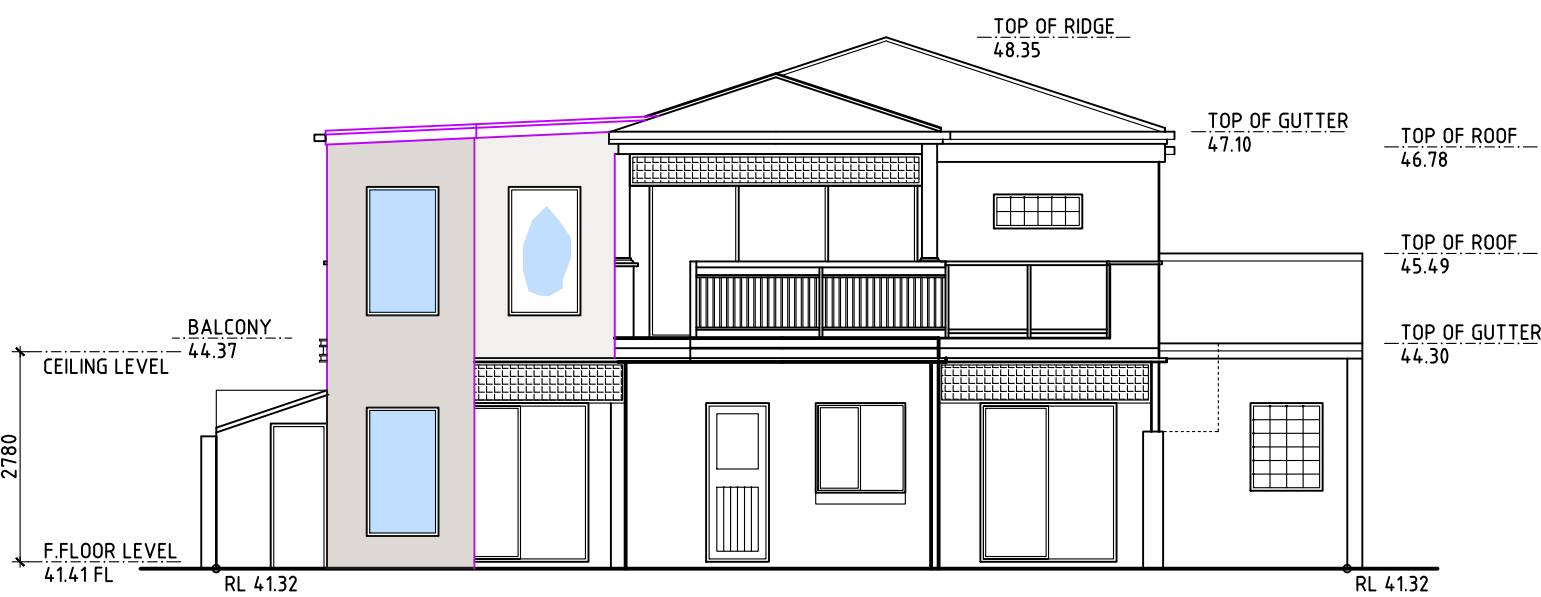 TOP OF RIDGE
48.35
TOP OF GUTTER
47.10
TOP OF ROOF
46.78
TOP OF ROOF
45.49
BALCONY
44.37
TOP OF GUTTER
44.30
CEILING LEVEL
2780
F.FLOOR LEVEL
41.41 FL
RL 41.32
RL 41.32